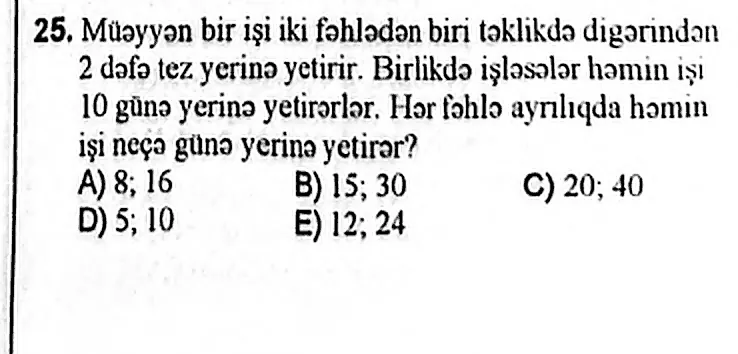 25. Müəyyən bir işi iki fəhlədən biri təklikdə digərindən
2 dəfə tez yerinə yetirir. Birlikdə işləsələr həmin işi
10 günə yerinə yetirərlər. Hər fəhlə ayrılıqda həmin
işi neçə günə yerinə yetirər?
A) 8; 16 B) 15; 30 C) 20; 40
D) 5; 10 E) 12; 24